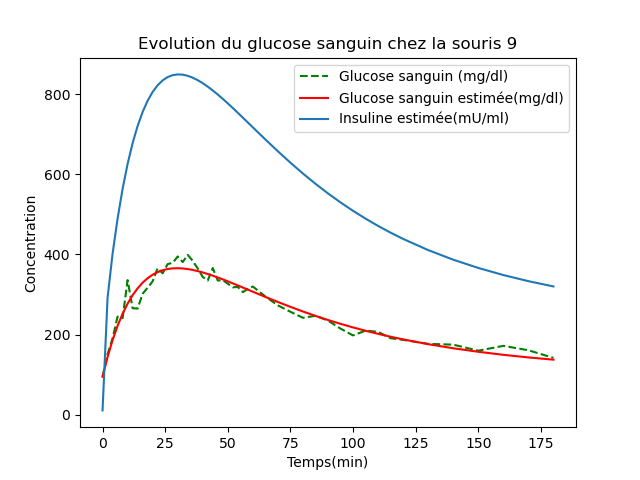 Evolution du glucose sanguin chez la souris 9
Glucose sanguin (mg/dl)
Glucose sanguin estimée(mg/dl)
Insuline estimée(mU/ml)
Concentration
800
600
400
200
0
0 25 50 75 100 125 150 175
Temps(min)